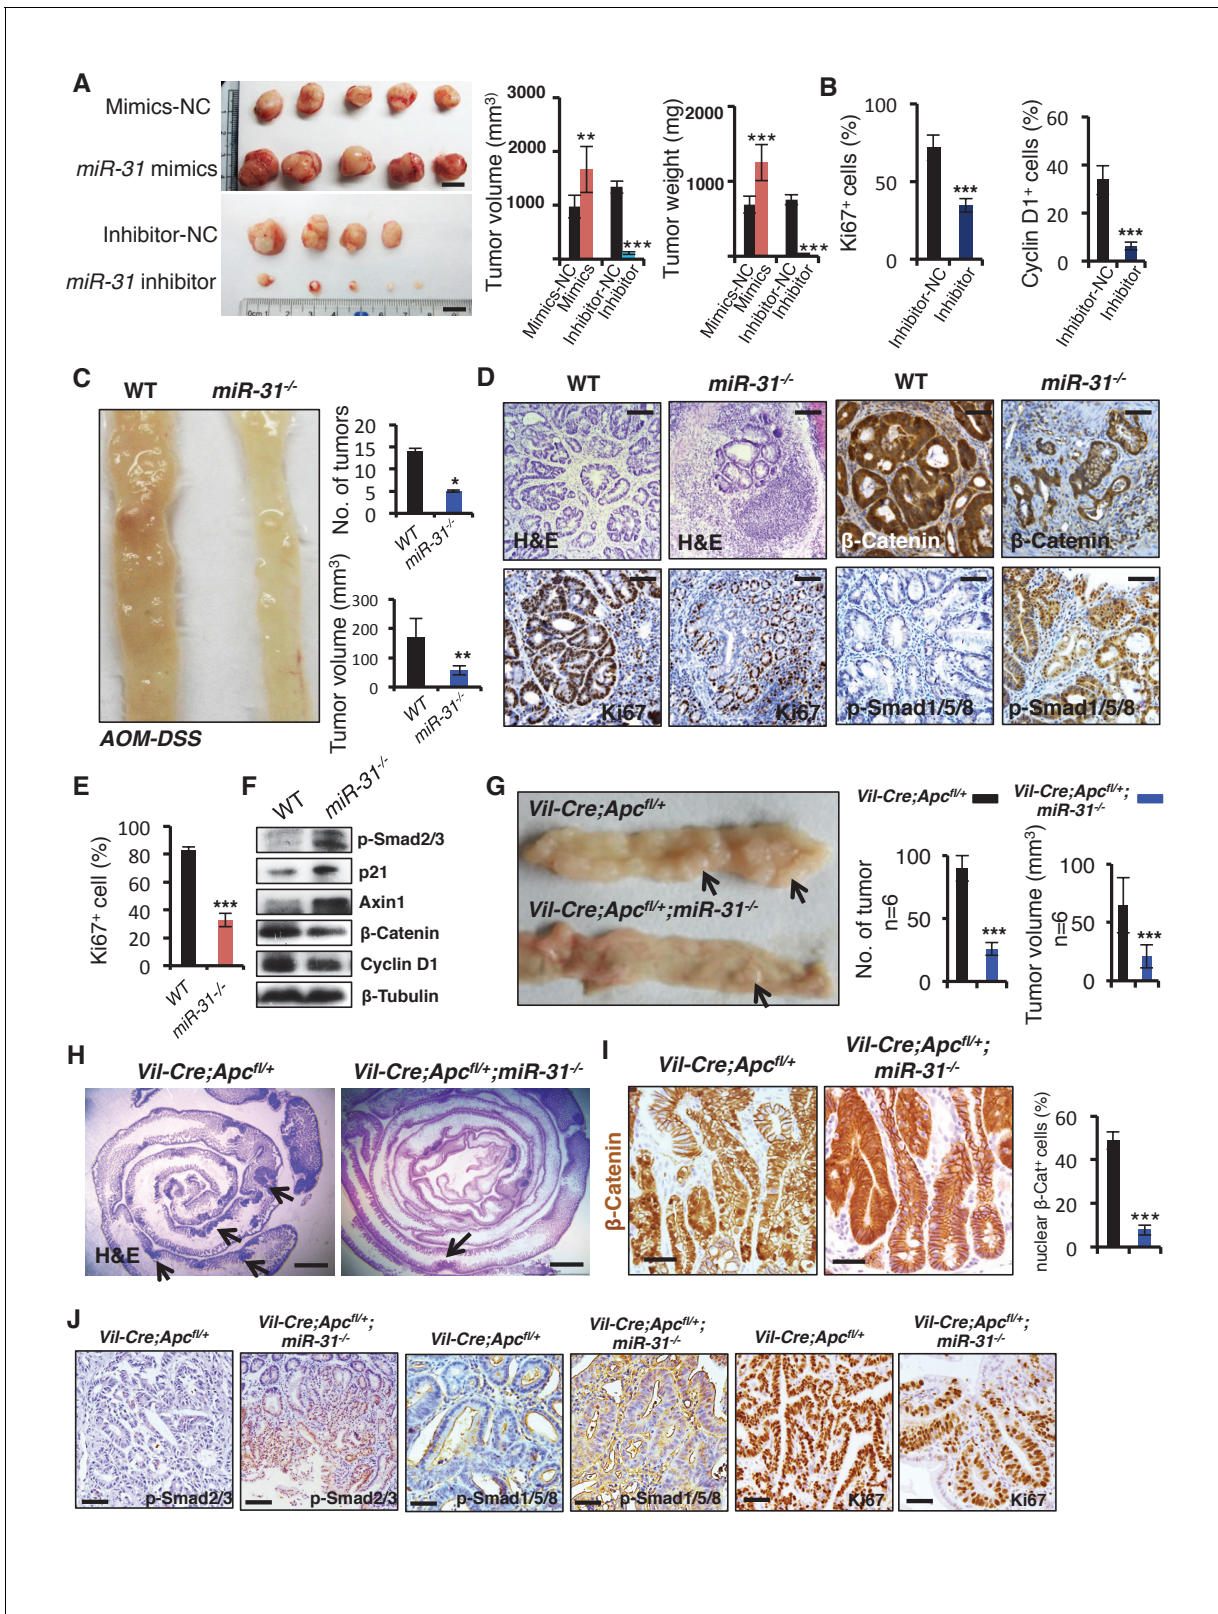 A
Mimics-NC
miR-31 mimics
Inhibitor-NC
miR-31 inhibitor
0cm 1 2 3 4 5 6 7 8
Tumor volume (mm³)
3000
2000
1000
**
***
Mimics-NC
Mimics
Inhibitor-NC
Inhibitor
Tumor weight (mg)
2000
1000
***
***
Mimics-NC
Mimics
Inhibitor-NC
Inhibitor
B
Ki67⁺ cells (%)
100
50
0
***
Inhibitor-NC
Inhibitor
Cyclin D1⁺ cells (%)
60
40
20
0
***
Inhibitor-NC
Inhibitor
C
WT
miR-31⁻/⁻
AOM-DSS
No. of tumors
20
15
10
5
0
*
WT
miR-31⁻/⁻
Tumor volume (mm³)
300
200
100
0
**
WT
miR-31⁻/⁻
D
WT
miR-31⁻/⁻
WT
miR-31⁻/⁻
H&E
H&E
β-Catenin
β-Catenin
Ki67
Ki67
p-Smad1/5/8
p-Smad1/5/8
E
Ki67⁺ cell (%)
100
80
60
40
20
0
***
WT
miR-31-/-
F
WT
miR-31⁻/⁻
p-Smad2/3
p21
Axin1
β-Catenin
Cyclin D1
β-Tubulin
G
Vil-Cre;Apcᶠˡ/⁺
Vil-Cre;Apcᶠˡ/⁺;miR-31⁻/⁻
Vil-Cre;Apcᶠˡ/⁺
Vil-Cre;Apcᶠˡ/⁺;
miR-31⁻/⁻
No. of tumor
n=6
100
50
0
***
Tumor volume (mm³)
n=6
100
50
0
***
H
Vil-Cre;Apcᶠˡ/⁺
Vil-Cre;Apcᶠˡ/⁺;miR-31⁻/⁻
H&E
I
Vil-Cre;Apcᶠˡ/⁺
Vil-Cre;Apcᶠˡ/⁺;
miR-31⁻/⁻
β-Catenin
nuclear β-Cat⁺ cells (%)
60
40
20
0
***
J
Vil-Cre;Apcᶠˡ/⁺
Vil-Cre;Apcᶠˡ/⁺;
miR-31⁻/⁻
Vil-Cre;Apcᶠˡ/⁺
Vil-Cre;Apcᶠˡ/⁺;
miR-31⁻/⁻
Vil-Cre;Apcᶠˡ/⁺
Vil-Cre;Apcᶠˡ/⁺;
miR-31⁻/⁻
p-Smad2/3
p-Smad2/3
p-Smad1/5/8
p-Smad1/5/8
Ki67
Ki67